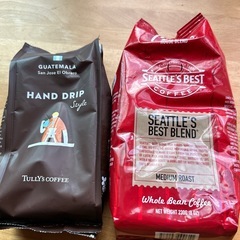 GUATEMALA
San Jose El Obraje
HAND DRIP
Style
TULLY'S COFFEE
SEATTLE'S BEST
COFFEE
SEATTLE'S
BEST BLEND
MEDIUM ROAST
Whole Bean Coffee